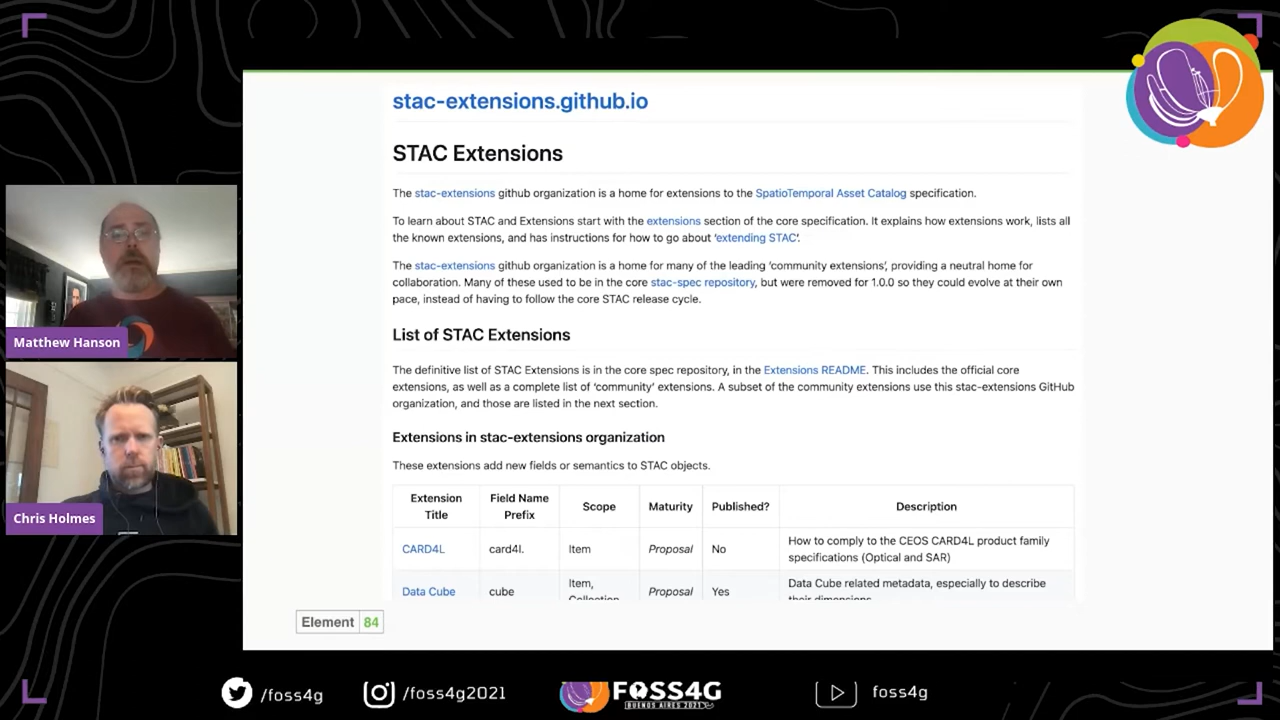 stac-extensions.github.io
STAC Extensions
The stac-extensions github organization is a home for extensions to the SpatioTemporal Asset Catalog specification.
To learn about STAC and Extensions start with the extensions section of the core specification. It explains how extensions work, lists all
the known extensions, and has instructions for how to go about 'extending STAC'.
The stac-extensions github organization is a home for many of the leading 'community extensions', providing a neutral home for
collaboration. Many of these used to be in the core stac-spec repository, but were removed for 1.0.0 so they could evolve at their own
pace, instead of having to follow the core STAC release cycle.
List of STAC Extensions
The definitive list of STAC Extensions is in the core spec repository, in the Extensions README. This includes the official core
extensions, as well as a complete list of 'community' extensions. A subset of the community extensions use this stac-extensions GitHub
organization, and those are listed in the next section.
Extensions in stac-extensions organization
These extensions add new fields or semantics to STAC objects.
Extension Title Field Name Prefix Scope Maturity Published? Description
CARD4L card4l. Item Proposal No How to comply to the CEOS CARD4L product family
specifications (Optical and SAR)
Data Cube cube Item, Collection Proposal Yes Data Cube related metadata, especially to describe
their dimensions
Matthew Hanson
Chris Holmes
Element 84
/foss4g
/foss4g2021
FOSS4G
BUENOS AIRES 2021
foss4g